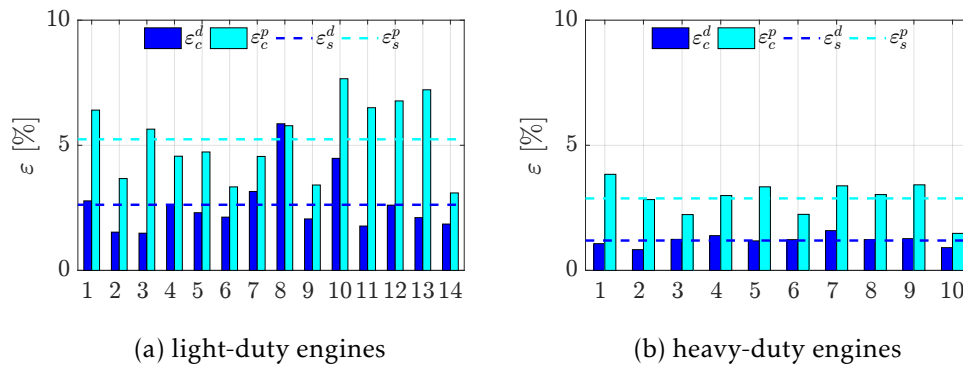 10
5
0
ε [%]
ε_c^d ε_c^p ε_s^d ε_s^p
1 2 3 4 5 6 7 8 9 10 11 12 13 14
(a) light-duty engines
10
5
0
ε [%]
ε_c^d ε_c^p ε_s^d ε_s^p
1 2 3 4 5 6 7 8 9 10
(b) heavy-duty engines